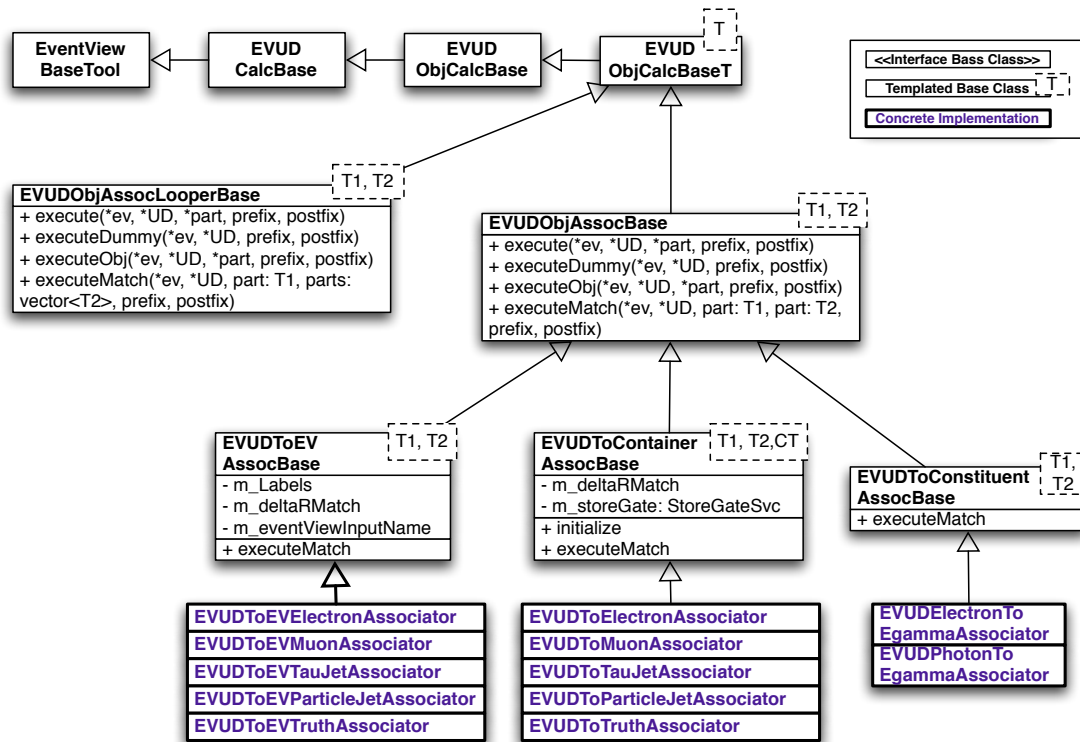 EventView
BaseTool
EVUD
CalcBase
EVUD
ObjCalcBase
EVUD
ObjCalcBaseT
T
<<Interface Bass Class>>
Templated Base Class
T
Concrete Implementation
T1, T2
EVUDObjAssocLooperBase
+ execute(*ev, *UD, *part, prefix, postfix)
+ executeDummy(*ev, *UD, prefix, postfix)
+ executeObj(*ev, *UD, *part, prefix, postfix)
+ executeMatch(*ev, *UD, part: T1, parts:
vector<T2>, prefix, postfix)
T1, T2
EVUDObjAssocBase
+ execute(*ev, *UD, *part, prefix, postfix)
+ executeDummy(*ev, *UD, prefix, postfix)
+ executeObj(*ev, *UD, *part, prefix, postfix)
+ executeMatch(*ev, *UD, part: T1, part: T2,
prefix, postfix)
T1, T2
EVUDToEV
AssocBase
- m_Labels
- m_deltaRMatch
- m_eventViewInputName
+ executeMatch
T1, T2,CT
EVUDToContainer
AssocBase
- m_deltaRMatch
- m_storeGate: StoreGateSvc
+ initialize
+ executeMatch
T1,
T2
EVUDToConstituent
AssocBase
+ executeMatch
EVUDToEVElectronAssociator
EVUDToEVMuonAssociator
EVUDToEVTauJetAssociator
EVUDToEVParticleJetAssociator
EVUDToEVTruthAssociator
EVUDToElectronAssociator
EVUDToMuonAssociator
EVUDToTauJetAssociator
EVUDToParticleJetAssociator
EVUDToTruthAssociator
EVUDElectronTo
EgammaAssociator
EVUDPhotonTo
EgammaAssociator